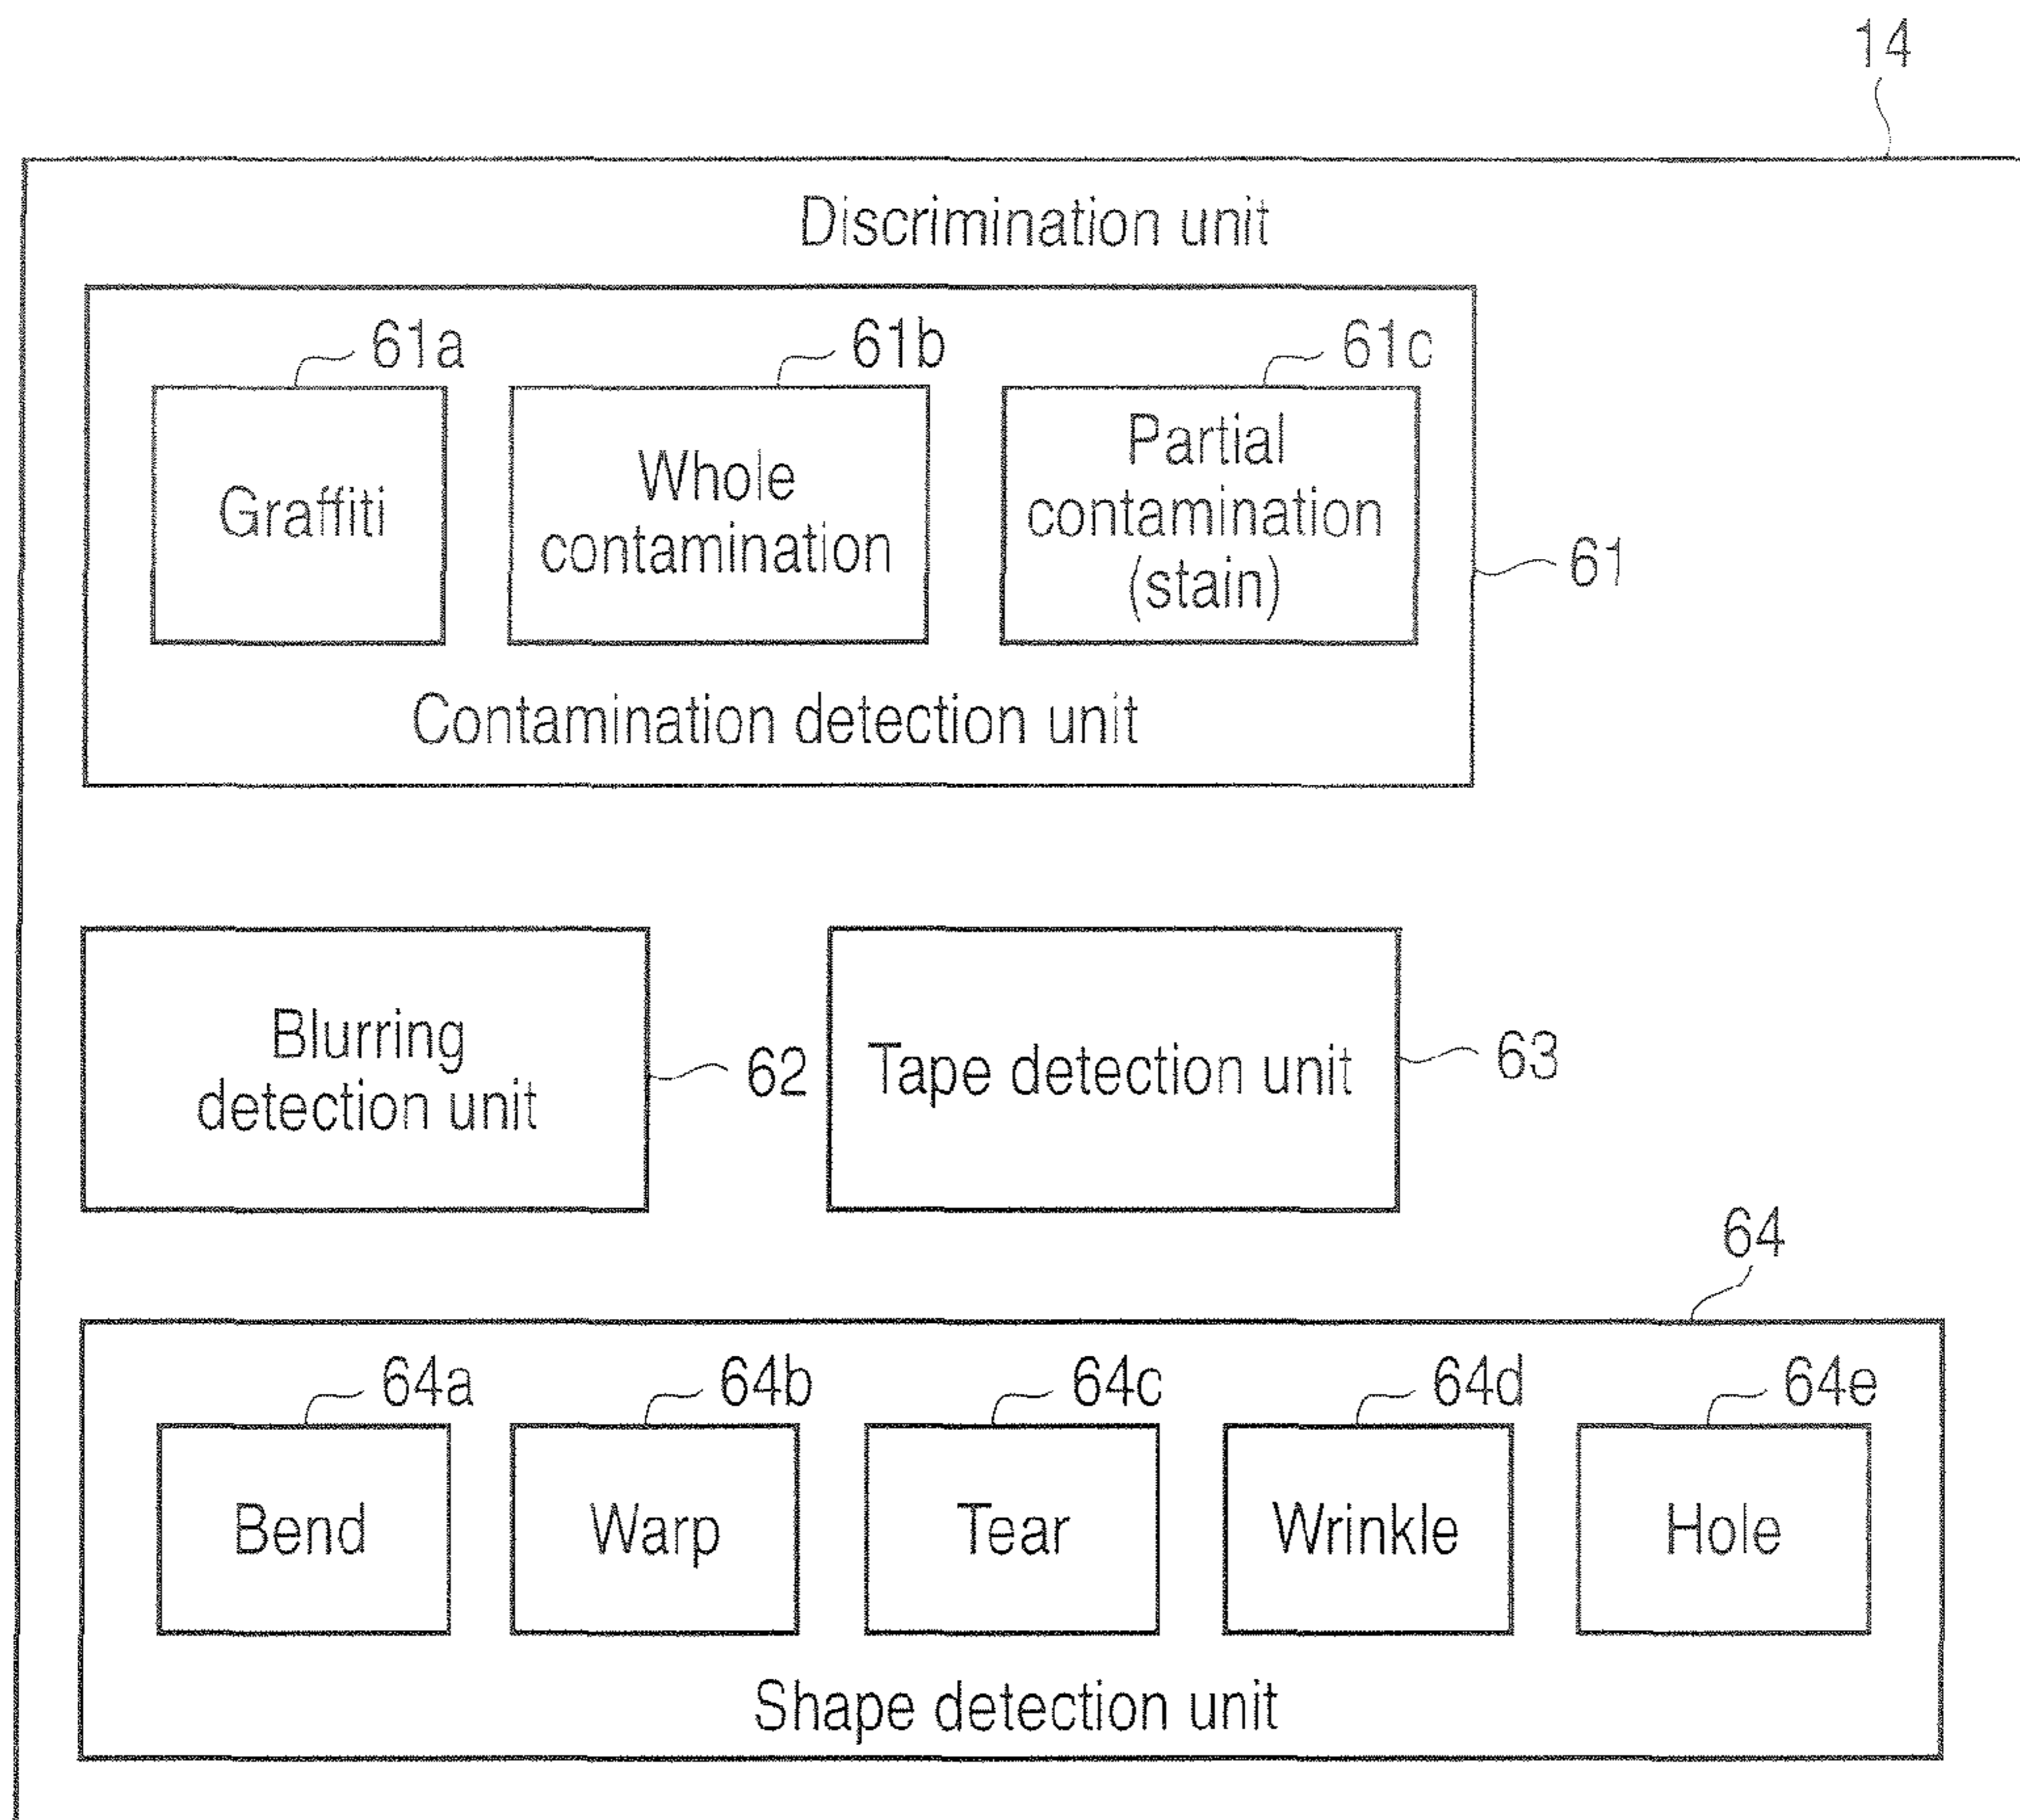 14
Discrimination unit
61a
61b
61c
Graffiti
Whole
contamination
Partial
contamination
(stain)
61
Contamination detection unit
Blurring
detection unit
62
Tape detection unit
63
64
64a
64b
64c
64d
64e
Bend
Warp
Tear
Wrinkle
Hole
Shape detection unit